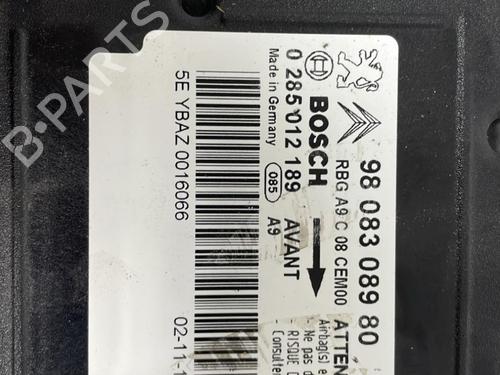 98 083 089 80
RBG A9 C 08 CEM00 ATTEN
Airbag(s) e
- Ne pas d
RISQUE
Consulte
BOSCH
0 285 012 189 AVANT
Made in Germany 085 A9
5E YBAZ 0016066
02-11-1
B-PARTS